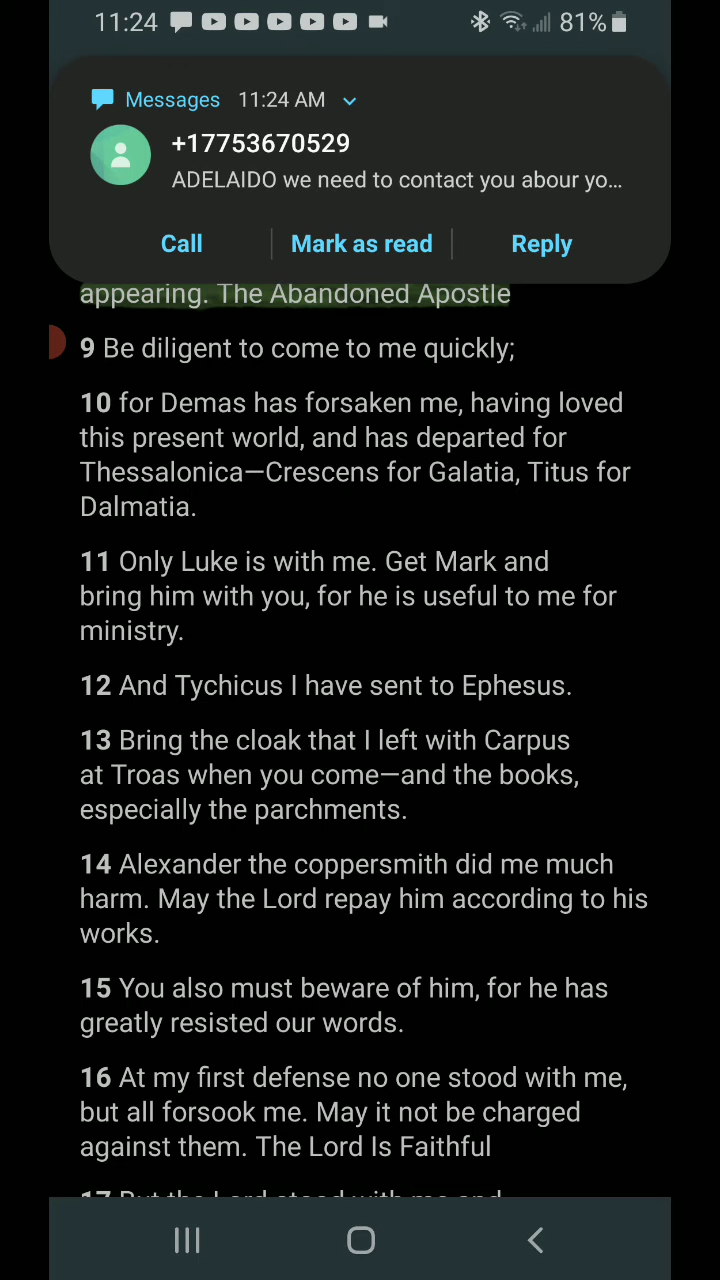 11:24
81%
Messages 11:24 AM
+17753670529
ADELAIDO we need to contact you abour yo...
Call Mark as read Reply
appearing. The Abandoned Apostle
9 Be diligent to come to me quickly;
10 for Demas has forsaken me, having loved
this present world, and has departed for
Thessalonica—Crescens for Galatia, Titus for
Dalmatia.
11 Only Luke is with me. Get Mark and
bring him with you, for he is useful to me for
ministry.
12 And Tychicus I have sent to Ephesus.
13 Bring the cloak that I left with Carpus
at Troas when you come—and the books,
especially the parchments.
14 Alexander the coppersmith did me much
harm. May the Lord repay him according to his
works.
15 You also must beware of him, for he has
greatly resisted our words.
16 At my first defense no one stood with me,
but all forsook me. May it not be charged
against them. The Lord Is Faithful
17 But the Lord stood with me and